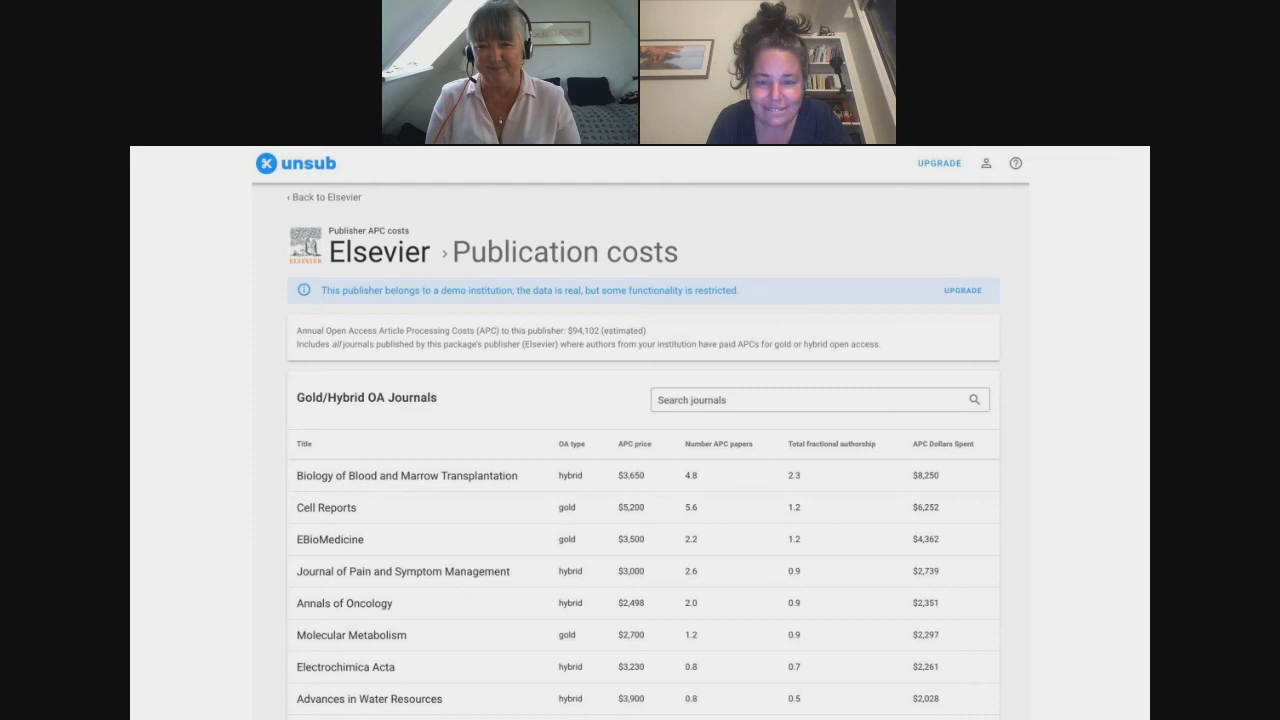 unsub
UPGRADE
‹ Back to Elsevier
Publisher APC costs
Elsevier › Publication costs
ELSEVIER
This publisher belongs to a demo institution; the data is real, but some functionality is restricted. UPGRADE
Annual Open Access Article Processing Costs (APC) to this publisher: $94,102 (estimated)
Includes all journals published by this package's publisher (Elsevier) where authors from your institution have paid APCs for gold or hybrid open access.
Gold/Hybrid OA Journals
Search journals
Title OA type APC price Number APC papers Total fractional authorship APC Dollars Spent
Biology of Blood and Marrow Transplantation hybrid $3,650 4.8 2.3 $8,250
Cell Reports gold $5,200 5.6 1.2 $6,252
EBioMedicine gold $3,500 2.2 1.2 $4,362
Journal of Pain and Symptom Management hybrid $3,000 2.6 0.9 $2,739
Annals of Oncology hybrid $2,498 2.0 0.9 $2,351
Molecular Metabolism gold $2,700 1.2 0.9 $2,297
Electrochimica Acta hybrid $3,230 0.8 0.7 $2,261
Advances in Water Resources hybrid $3,900 0.8 0.5 $2,028